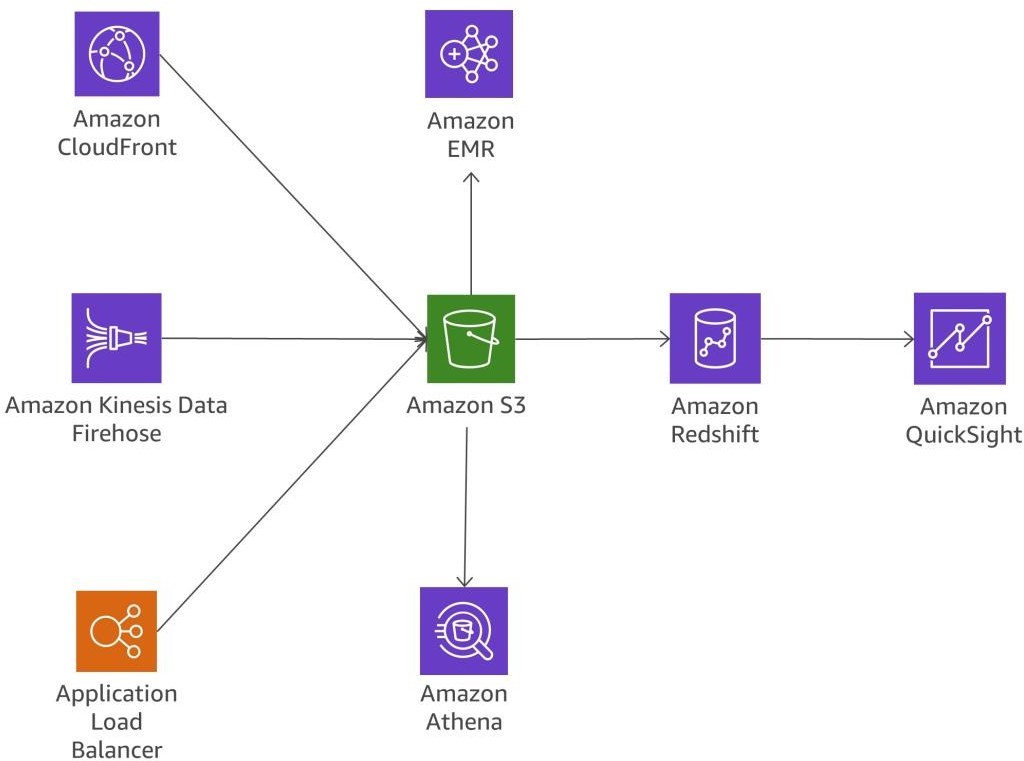 Amazon
CloudFront
Amazon
EMR
Amazon Kinesis Data
Firehose
Amazon S3
Amazon
Redshift
Amazon
QuickSight
Application
Load
Balancer
Amazon
Athena